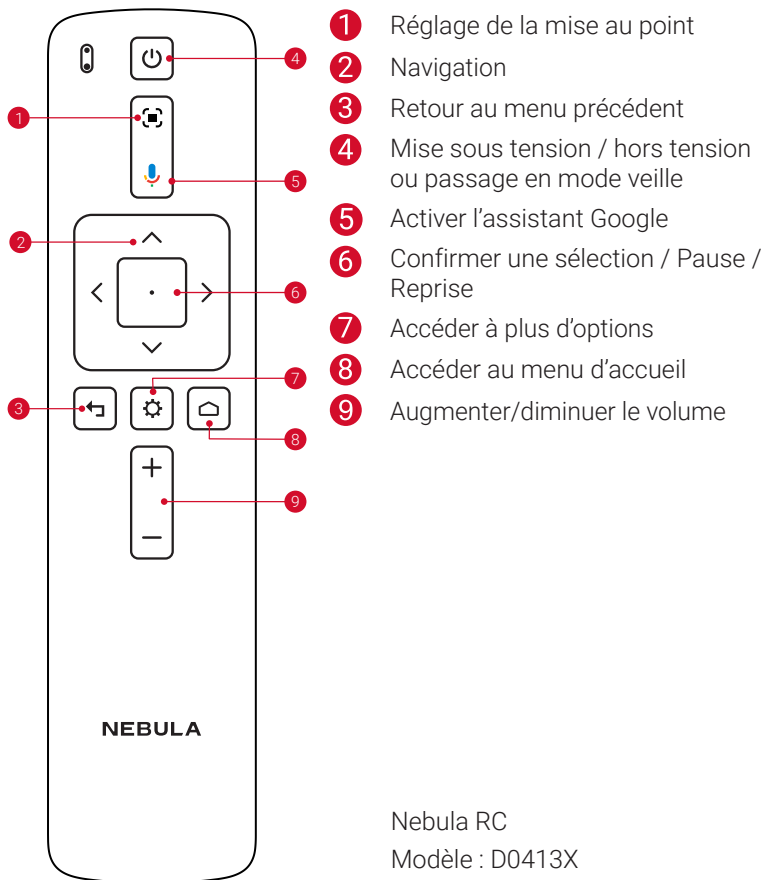 1 Réglage de la mise au point
2 Navigation
3 Retour au menu précédent
4 Mise sous tension / hors tension
ou passage en mode veille
5 Activer l’assistant Google
6 Confirmer une sélection / Pause /
Reprise
7 Accéder à plus d’options
8 Accéder au menu d’accueil
9 Augmenter/diminuer le volume
4
1
5
2
6
7
3
8
9
NEBULA
Nebula RC
Modèle : D0413X